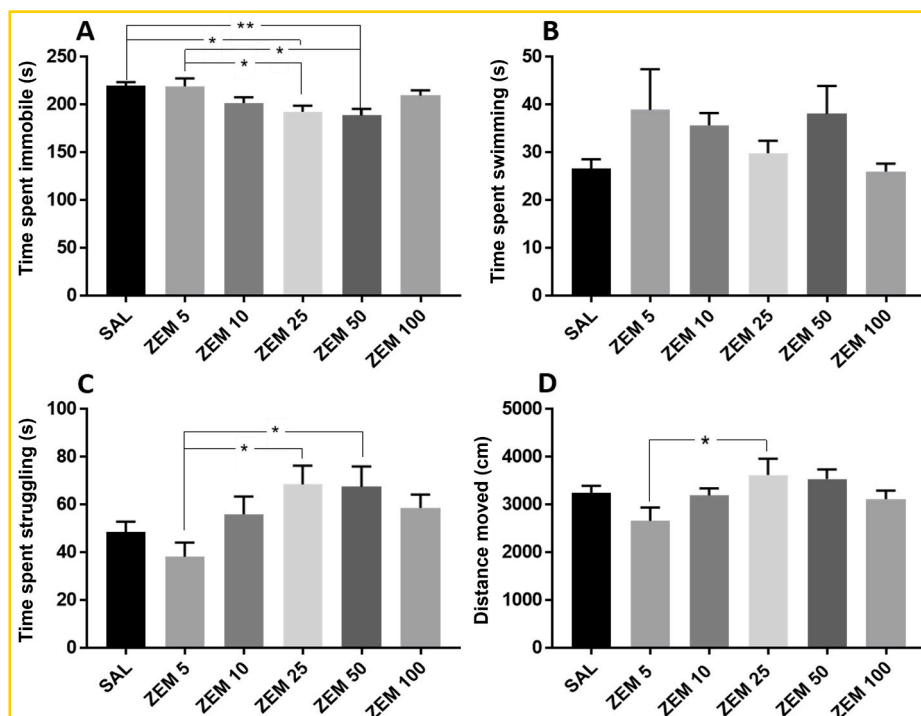 A
**
*
*
*
Time spent immobile (s)
250
200
150
100
50
0
SAL
ZEM 5
ZEM 10
ZEM 25
ZEM 50
ZEM 100
B
Time spent swimming (s)
50
40
30
20
10
0
SAL
ZEM 5
ZEM 10
ZEM 25
ZEM 50
ZEM 100
C
*
*
Time spent struggling (s)
100
80
60
40
20
0
SAL
ZEM 5
ZEM 10
ZEM 25
ZEM 50
ZEM 100
D
*
Distance moved (cm)
5000
4000
3000
2000
1000
0
SAL
ZEM 5
ZEM 10
ZEM 25
ZEM 50
ZEM 100